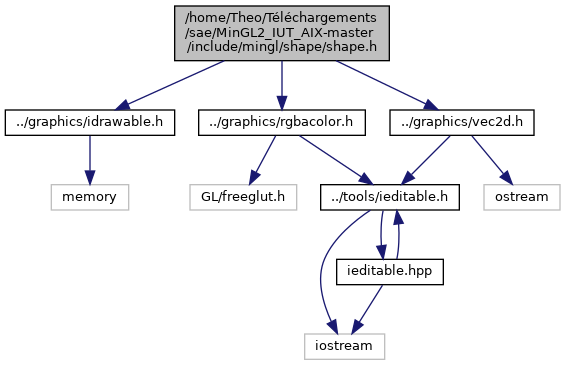 /home/Theo/Téléchargements
/sae/MinGL2_IUT_AIX-master
/include/mingl/shape/shape.h
../graphics/idrawable.h
../graphics/rgbacolor.h
../graphics/vec2d.h
memory
GL/freeglut.h
../tools/ieditable.h
ostream
ieditable.hpp
iostream